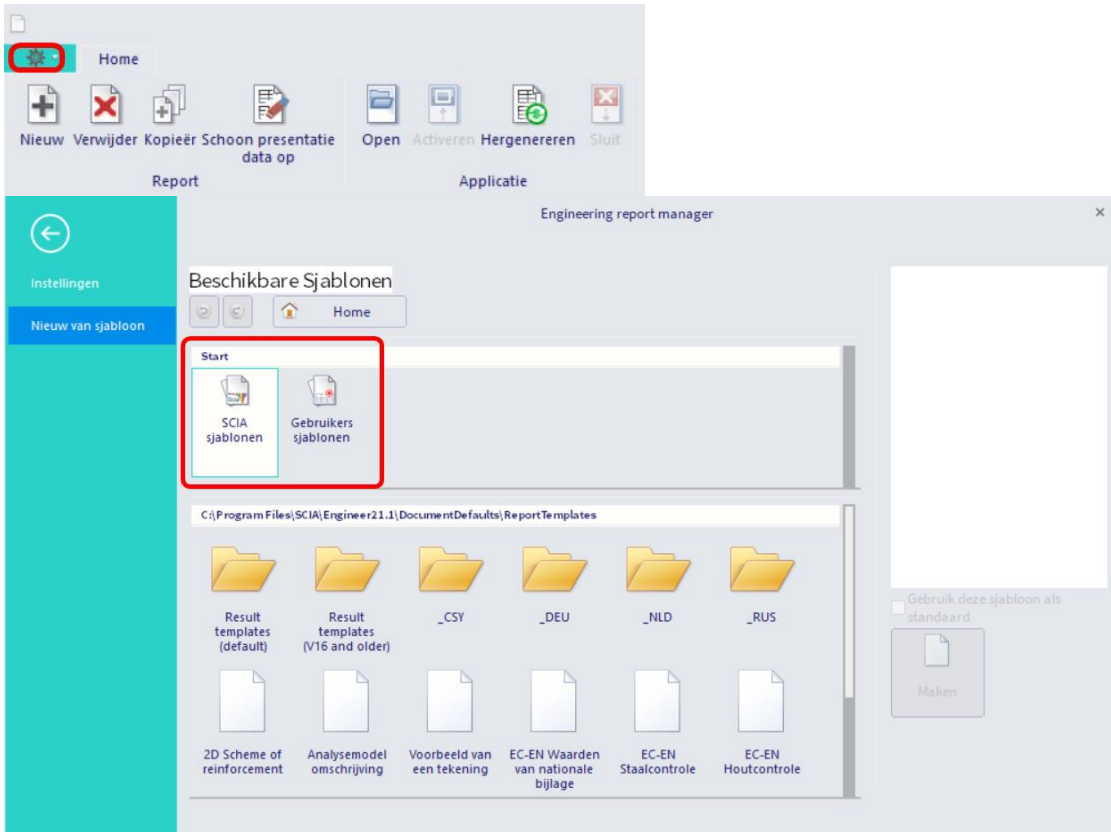 Home
Nieuw Verwijder Kopieër Schoon presentatie
data op
Open Activeren Hergenereren Sluit
Report
Applicatie
Engineering report manager
Instellingen
Nieuw van sjabloon
Beschikbare Sjablonen
Home
Start
SCIA
sjablonen
Gebruikers
sjablonen
C:\Program Files\SCIA\Engineer21.1\DocumentDefaults\ReportTemplates
Result
templates
(default)
Result
templates
(V16 and older)
_CSY
_DEU
_NLD
_RUS
2D Scheme of
reinforcement
Analysemodel
omschrijving
Voorbeeld van
een tekening
EC-EN Waarden
van nationale
bijlage
EC-EN
Staalcontrole
EC-EN
Houtcontrole
Gebruik deze sjabloon als
standaard
Maken